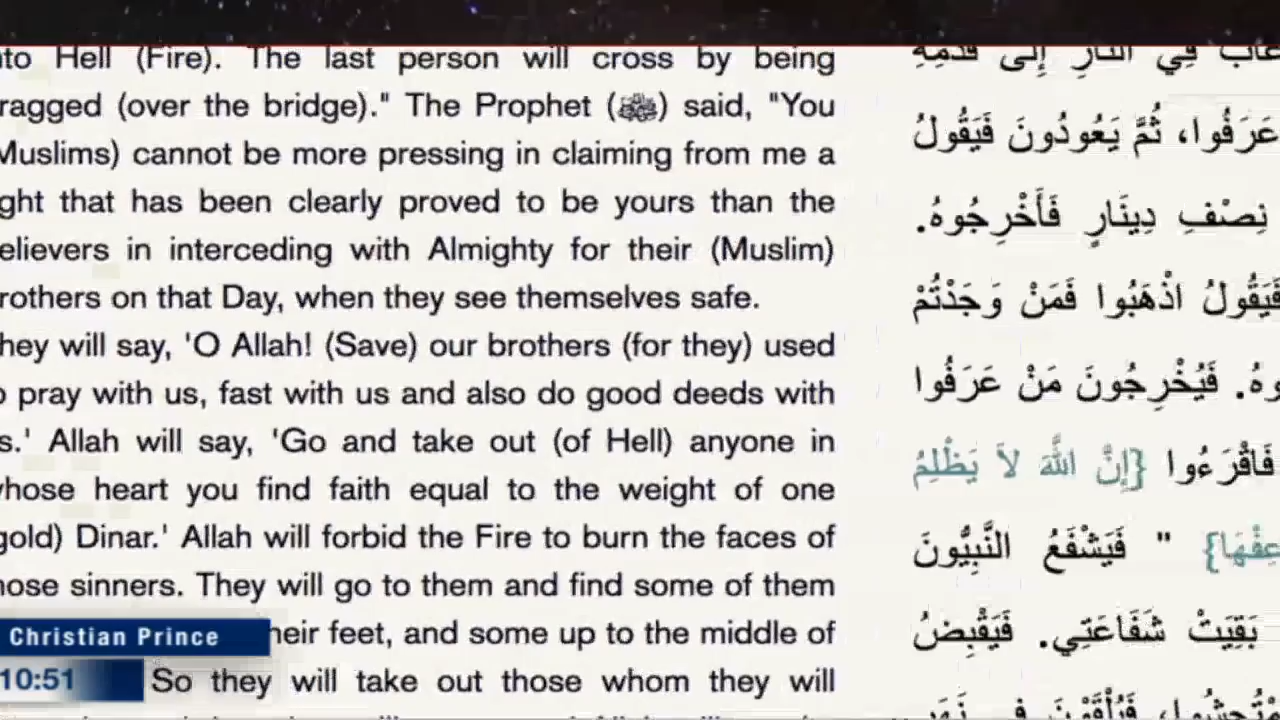 nto Hell (Fire). The last person will cross by being
ragged (over the bridge)." The Prophet (ﷺ) said, "You
Muslims) cannot be more pressing in claiming from me a
ght that has been clearly proved to be yours than the
elievers in interceding with Almighty for their (Muslim)
rothers on that Day, when they see themselves safe.
hey will say, 'O Allah! (Save) our brothers (for they) used
o pray with us, fast with us and also do good deeds with
s.' Allah will say, 'Go and take out (of Hell) anyone in
whose heart you find faith equal to the weight of one
gold) Dinar.' Allah will forbid the Fire to burn the faces of
hose sinners. They will go to them and find some of them
heir feet, and some up to the middle of
So they will take out those whom they will
غَابَ فِي النَّارِ إِلَى قَدَمِهِ
عَرَفُوا، ثُمَّ يَعُودُونَ فَيَقُولُ
نِصْفِ دِينَارٍ فَأَخْرِجُوهُ‏.‏
فَيَقُولُ اذْهَبُوا فَمَنْ وَجَدْتُمْ
وهُ‏.‏ فَيُخْرِجُونَ مَنْ عَرَفُوا
فَاقْرَءُوا ‏{‏إِنَّ اللَّهَ لاَ يَظْلِمُ
عِفْهَا‏}‏ ‏"‏ فَيَشْفَعُ النَّبِيُّونَ
بَقِيَتْ شَفَاعَتِي‏.‏ فَيَقْبِضُ
Christian Prince
10:51